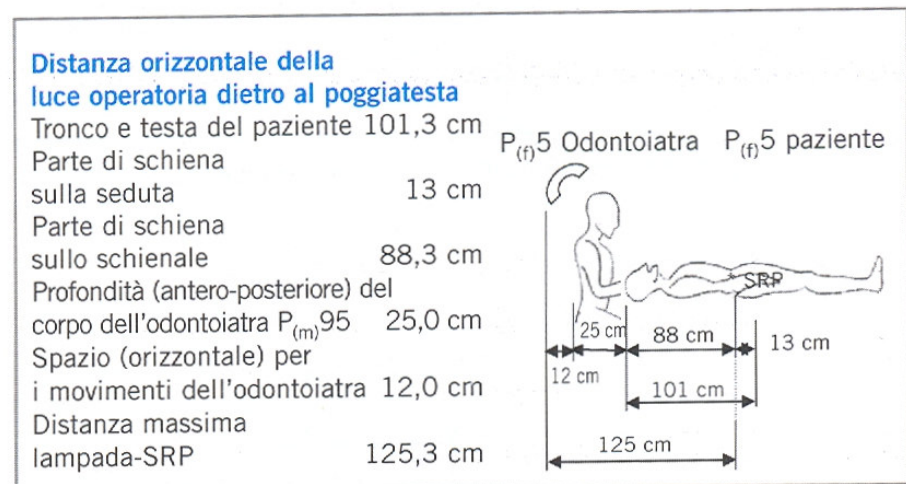 Distanza orizzontale della
luce operatoria dietro al poggiatesta
Tronco e testa del paziente 101,3 cm
Parte di schiena
sulla seduta 13 cm
Parte di schiena
sullo schienale 88,3 cm
Profondità (antero-posteriore) del
corpo dell'odontoiatra P(m)95 25,0 cm
Spazio (orizzontale) per
i movimenti dell'odontoiatra 12,0 cm
Distanza massima
lampada-SRP 125,3 cm
P(f)5 Odontoiatra P(f)5 paziente
SRP
25 cm 88 cm 13 cm
12 cm
101 cm
125 cm